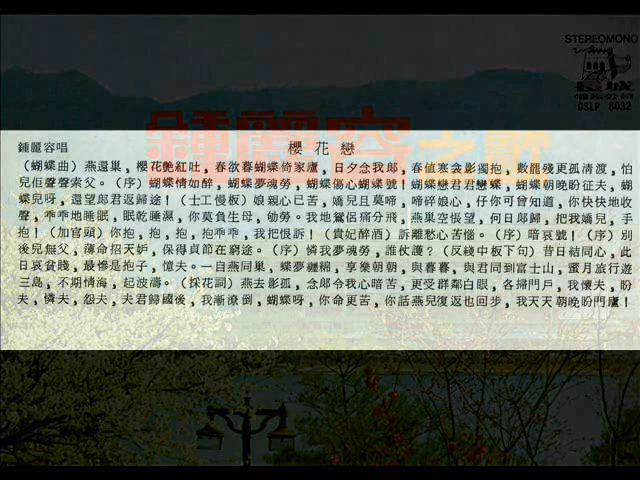 STEREOMONO
CSLP 8032
鍾麗容之歌
鍾麗容唱
櫻花戀
(蝴蝶曲)燕還巢,櫻花艷紅吐,春欲暮蝴蝶倚家廬,日夕念我郎,春値寒衾影獨抱,數罷殘更孤清渡,怕
兒佢聲聲索父。(序)蝴蝶情如醉,蝴蝶夢魂勞,蝴蝶傷心蝴蝶號!蝴蝶戀君君戀蝶,蝴蝶朝晚盼征夫,蝴
蝶兒呀,還望郎君返歸途!(士工慢板)娘親心已苦,嬌兒且莫啼,啼碎娘心,仔你可曾知道,你快快地收
聲,乖乖地睡眠,眠乾睡濕,你莫負生母,劬勞。我地鴛侶痛分飛,燕巢空悵望,何日郎歸,把我嬌兒,手
抱!(加官頭)你抱,抱,抱,抱乖乖,我把恨訴!(貴妃醉酒)訴離愁心苦惱。(序)暗哀號!(序)別
後兒無父,薄命招天妒,保得貞節在窮途。(序)憐我夢魂勞,誰仗護?(反綫中板下句)昔日結同心,此
日哀貧賤,最慘是抱子,憶夫。一自燕同巢,蝶夢纏綿,享樂朝朝,與暮暮,與君同到富士山,蜜月旅行遊
三島,不期情海,起波濤。(採花詞)燕去影孤,念郎令我心暗苦,更受群鄰白眼,各掃門戶,我懷夫,盼
夫,憐夫,怨夫,夫君歸國後,我漸潦倒,蝴蝶呀,你命更苦,你話燕兒復返也回步,我天天朝晚盼門廬!